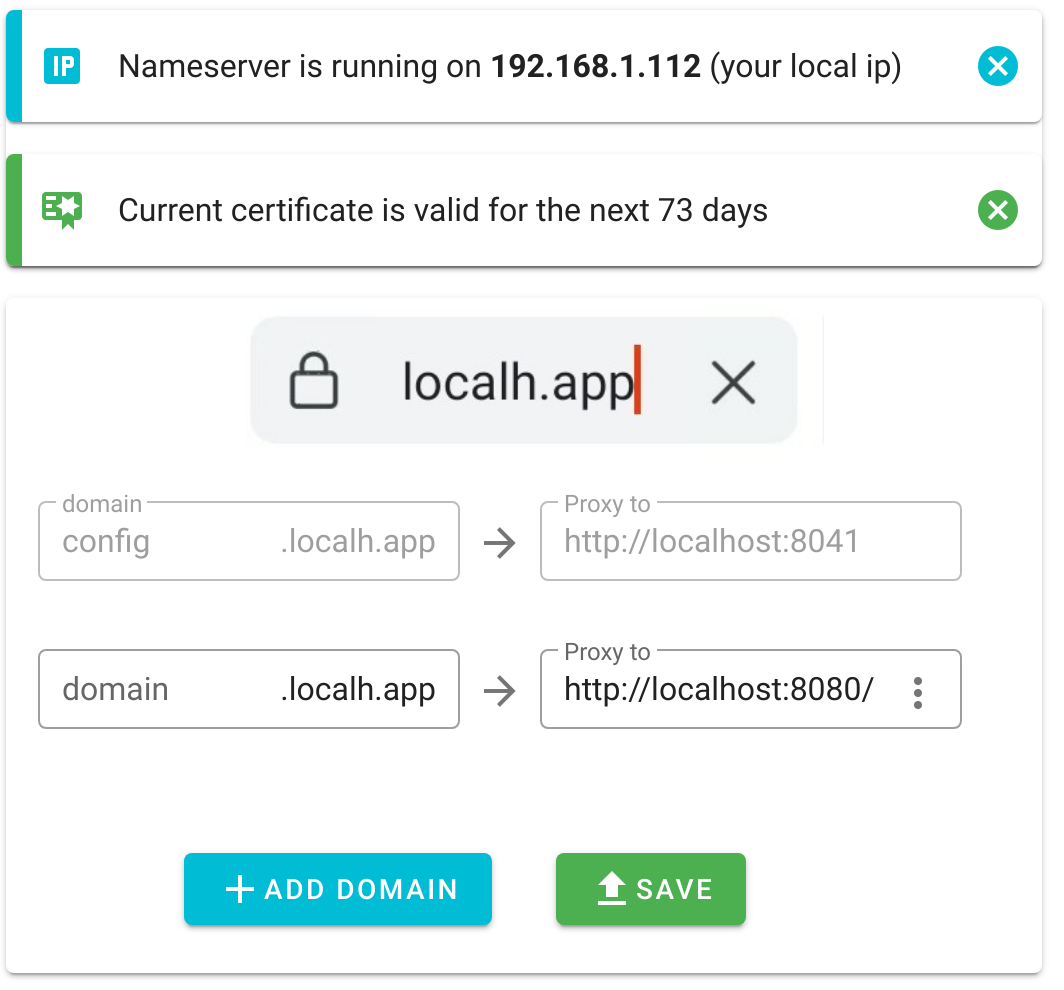 IP
Nameserver is running on 192.168.1.112 (your local ip)
Current certificate is valid for the next 73 days
localh.app
domain
config .localh.app
Proxy to
http://localhost:8041
domain .localh.app
Proxy to
http://localhost:8080/
ADD DOMAIN
SAVE